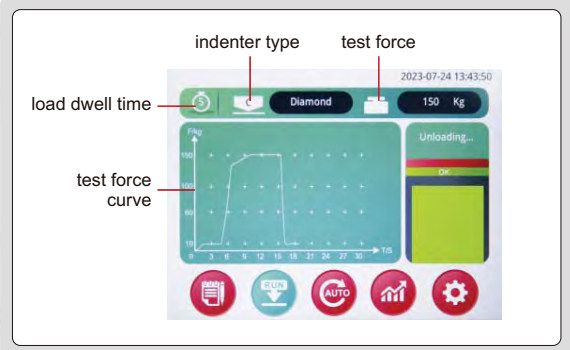 indenter type
test force
2023-07-24 13:43:50
load dwell time
S
C
Diamond
150 Kg
F/kg
Unloading...
OK
150
100
60
10
0 3 6 9 12 15 18 21 24 27 30
T/S
test force
curve
RUN
AUTO